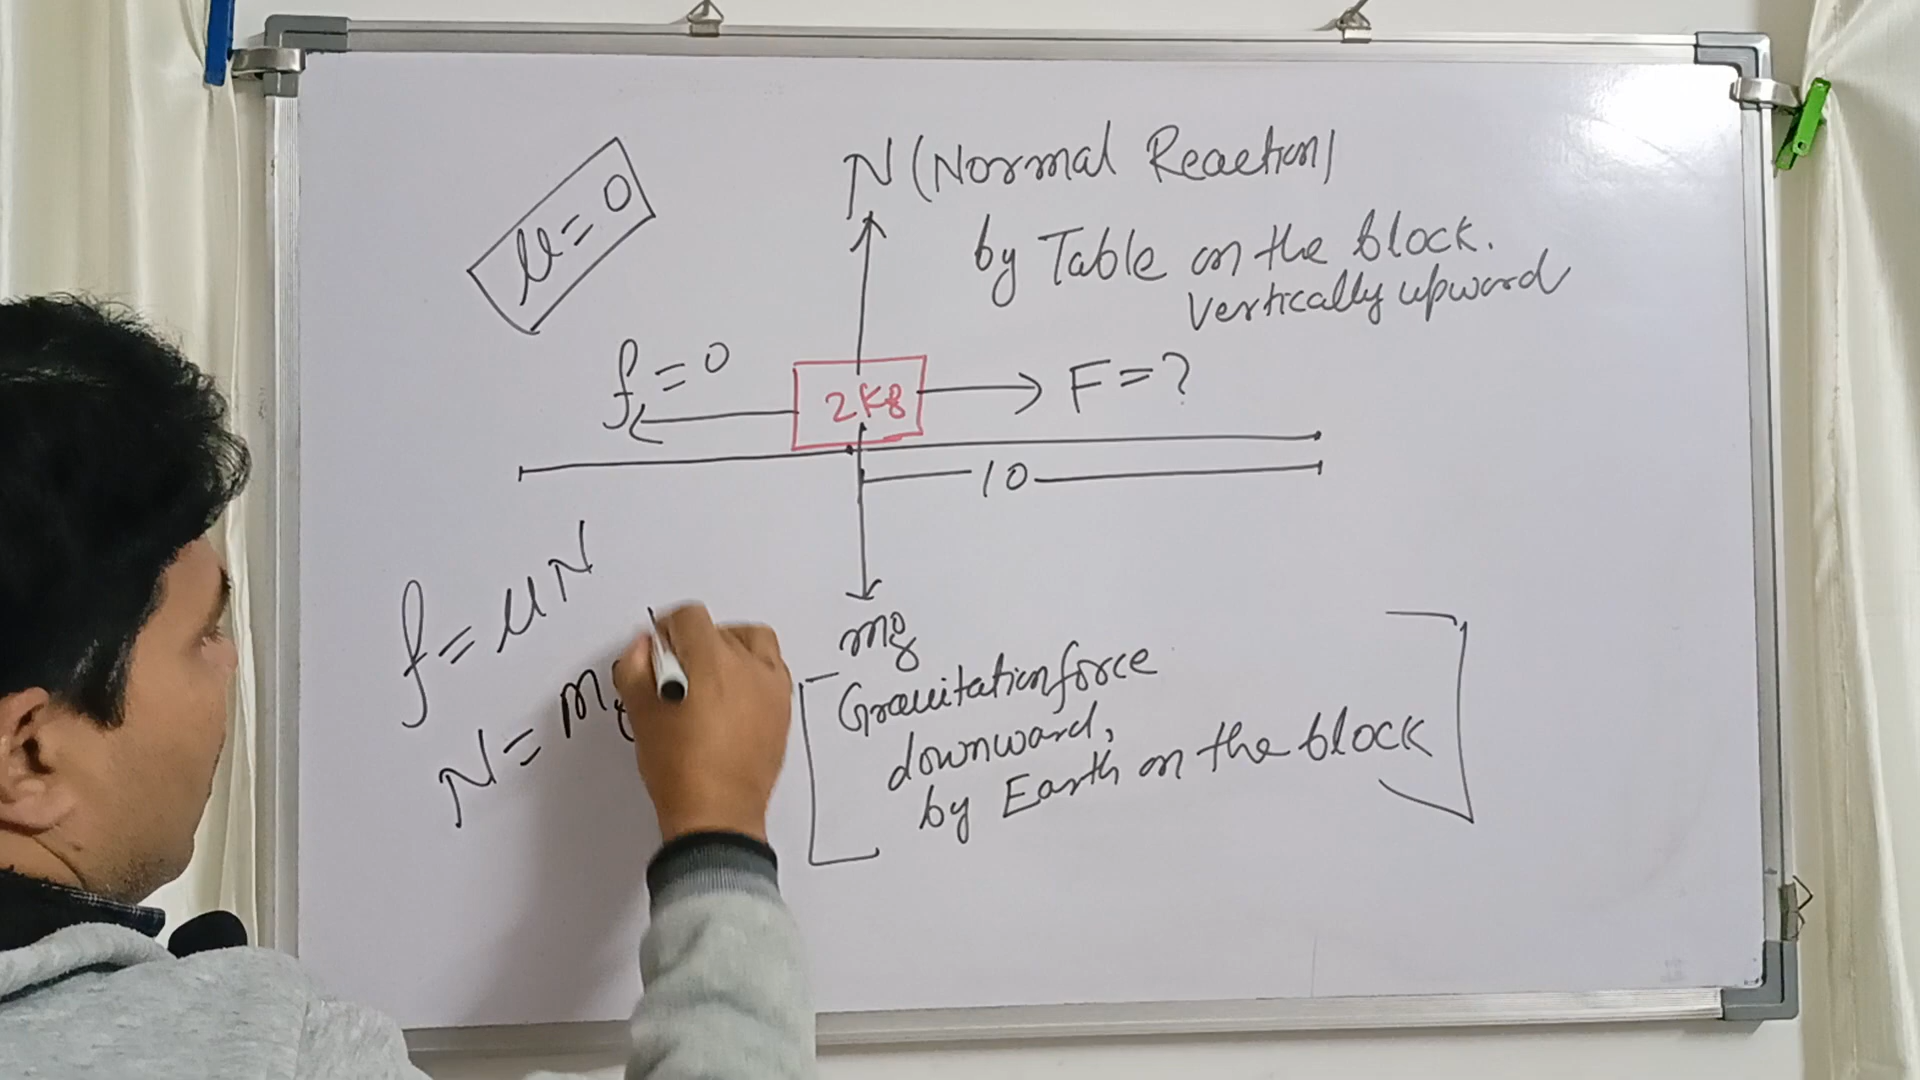 μ=0
N (Normal Reaction)
by Table on the block.
vertically upward
f=0
2Kg
F=?
10
f=μN
N=mg
mg
Gravitation force
downward,
by Earth on the block